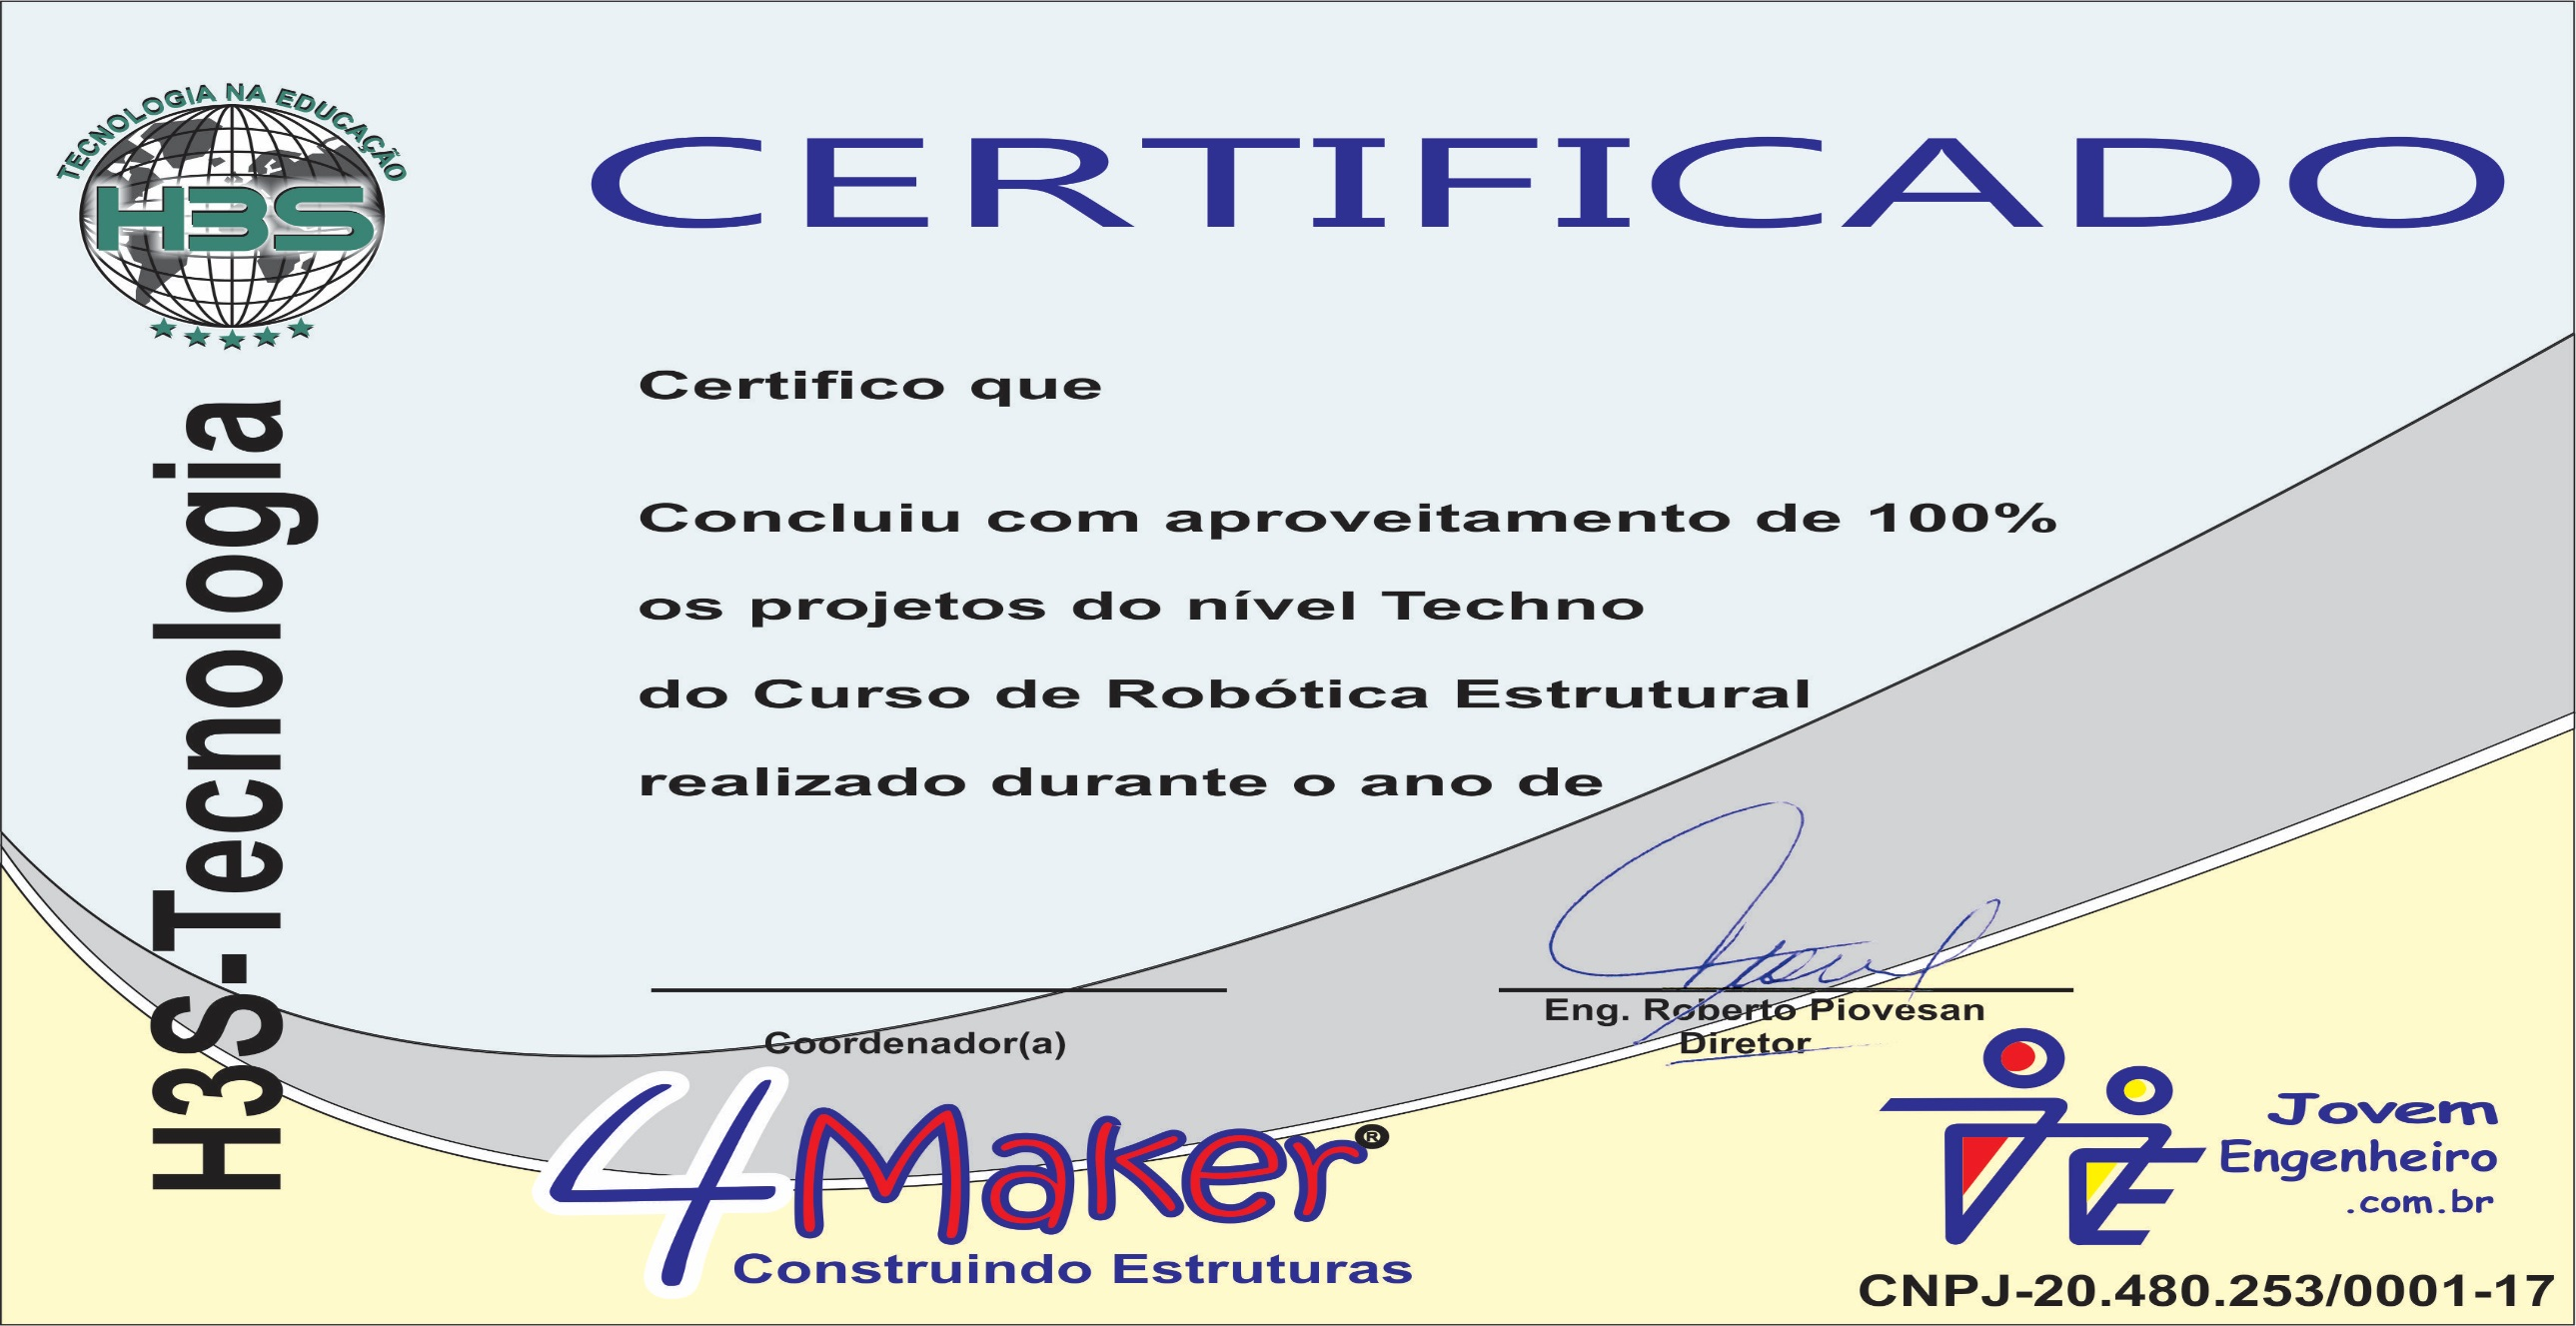 TECNOLOGIA NA EDUCAÇÃO
H3S
H3S-Tecnologia
CERTIFICADO
Certifico que
Concluiu com aproveitamento de 100%
os projetos do nível Techno
do Curso de Robótica Estrutural
realizado durante o ano de
Coordenador(a)
Eng. Roberto Piovesan
Diretor
4Maker®
Construindo Estruturas
Jovem
Engenheiro
.com.br
CNPJ-20.480.253/0001-17